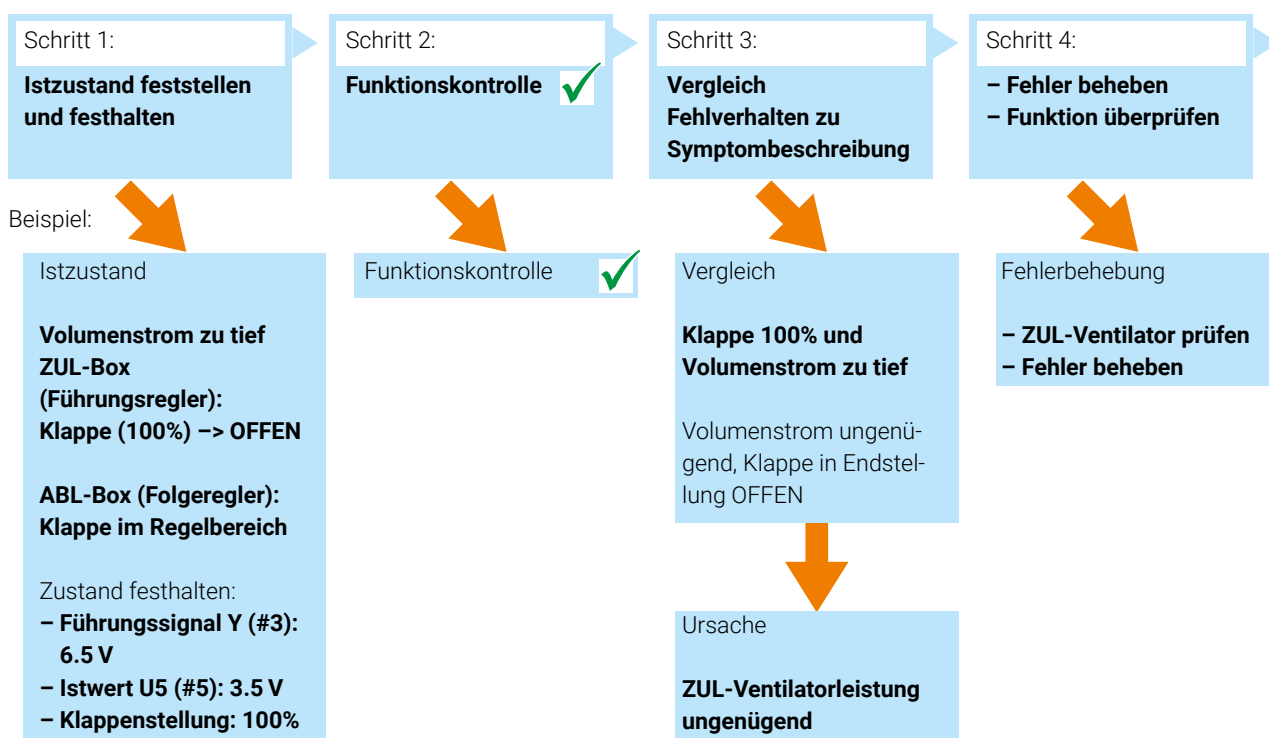 Schritt 1:
Istzustand feststellen
und festhalten
Schritt 2:
Funktionskontrolle
Schritt 3:
Vergleich
Fehlverhalten zu
Symptombeschreibung
Schritt 4:
– Fehler beheben
– Funktion überprüfen
Beispiel:
Istzustand
Volumenstrom zu tief
ZUL-Box
(Führungsregler):
Klappe (100%) –> OFFEN
ABL-Box (Folgeregler):
Klappe im Regelbereich
Zustand festhalten:
– Führungssignal Y (#3):
6.5 V
– Istwert U5 (#5): 3.5 V
– Klappenstellung: 100%
Funktionskontrolle
Vergleich
Klappe 100% und
Volumenstrom zu tief
Volumenstrom ungenü-
gend, Klappe in Endstel-
lung OFFEN
Ursache
ZUL-Ventilatorleistung
ungenügend
Fehlerbehebung
– ZUL-Ventilator prüfen
– Fehler beheben